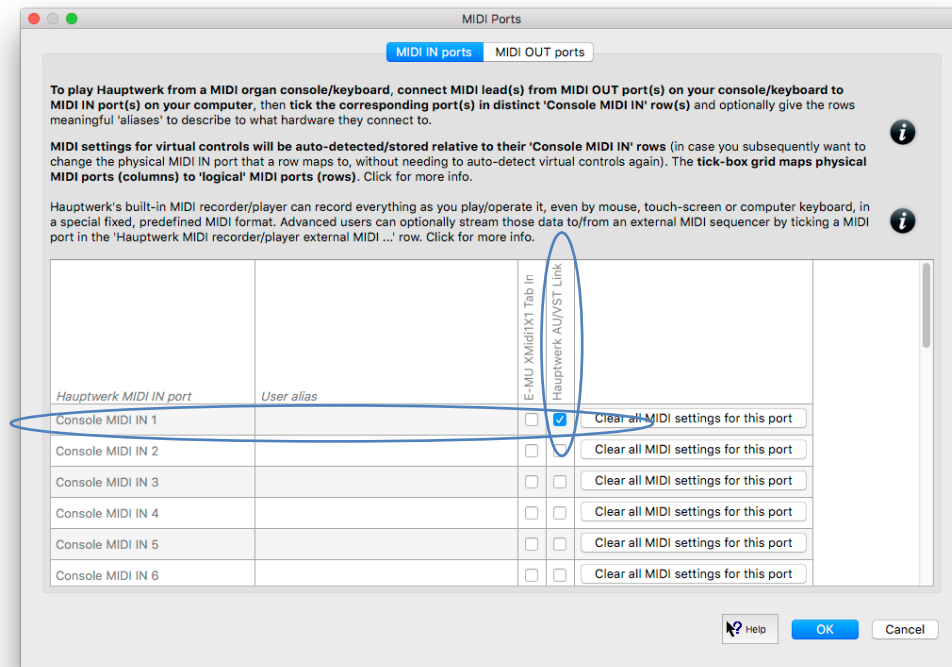 MIDI Ports
MIDI IN ports MIDI OUT ports
To play Hauptwerk from a MIDI organ console/keyboard, connect MIDI lead(s) from MIDI OUT port(s) on your console/keyboard to
MIDI IN port(s) on your computer, then tick the corresponding port(s) in distinct 'Console MIDI IN' row(s) and optionally give the rows
meaningful 'aliases' to describe to what hardware they connect to.
MIDI settings for virtual controls will be auto-detected/stored relative to their 'Console MIDI IN' rows (in case you subsequently want to
change the physical MIDI IN port that a row maps to, without needing to auto-detect virtual controls again). The tick-box grid maps physical
MIDI ports (columns) to 'logical' MIDI ports (rows). Click for more info.
Hauptwerk's built-in MIDI recorder/player can record everything as you play/operate it, even by mouse, touch-screen or computer keyboard, in
a special fixed, predefined MIDI format. Advanced users can optionally stream those data to/from an external MIDI sequencer by ticking a MIDI
port in the 'Hauptwerk MIDI recorder/player external MIDI ...' row. Click for more info.
Hauptwerk MIDI IN port User alias
E-MU XMidi1X1 Tab In
Hauptwerk AU/VST Link
Console MIDI IN 1 Clear all MIDI settings for this port
Console MIDI IN 2 Clear all MIDI settings for this port
Console MIDI IN 3 Clear all MIDI settings for this port
Console MIDI IN 4 Clear all MIDI settings for this port
Console MIDI IN 5 Clear all MIDI settings for this port
Console MIDI IN 6 Clear all MIDI settings for this port
Help OK Cancel